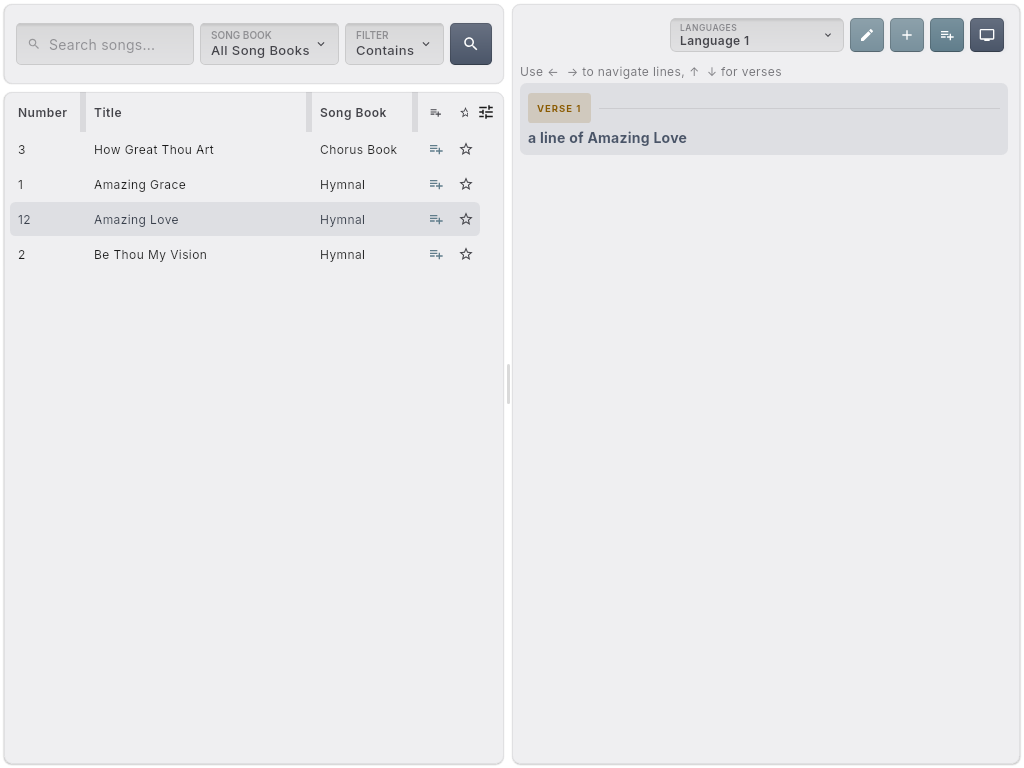 Search songs...
SONG BOOK
All Song Books
FILTER
Contains
Number Title Song Book
3 How Great Thou Art Chorus Book
1 Amazing Grace Hymnal
12 Amazing Love Hymnal
2 Be Thou My Vision Hymnal
LANGUAGES
Language 1
Use ← → to navigate lines, ↑ ↓ for verses
VERSE 1
a line of Amazing Love